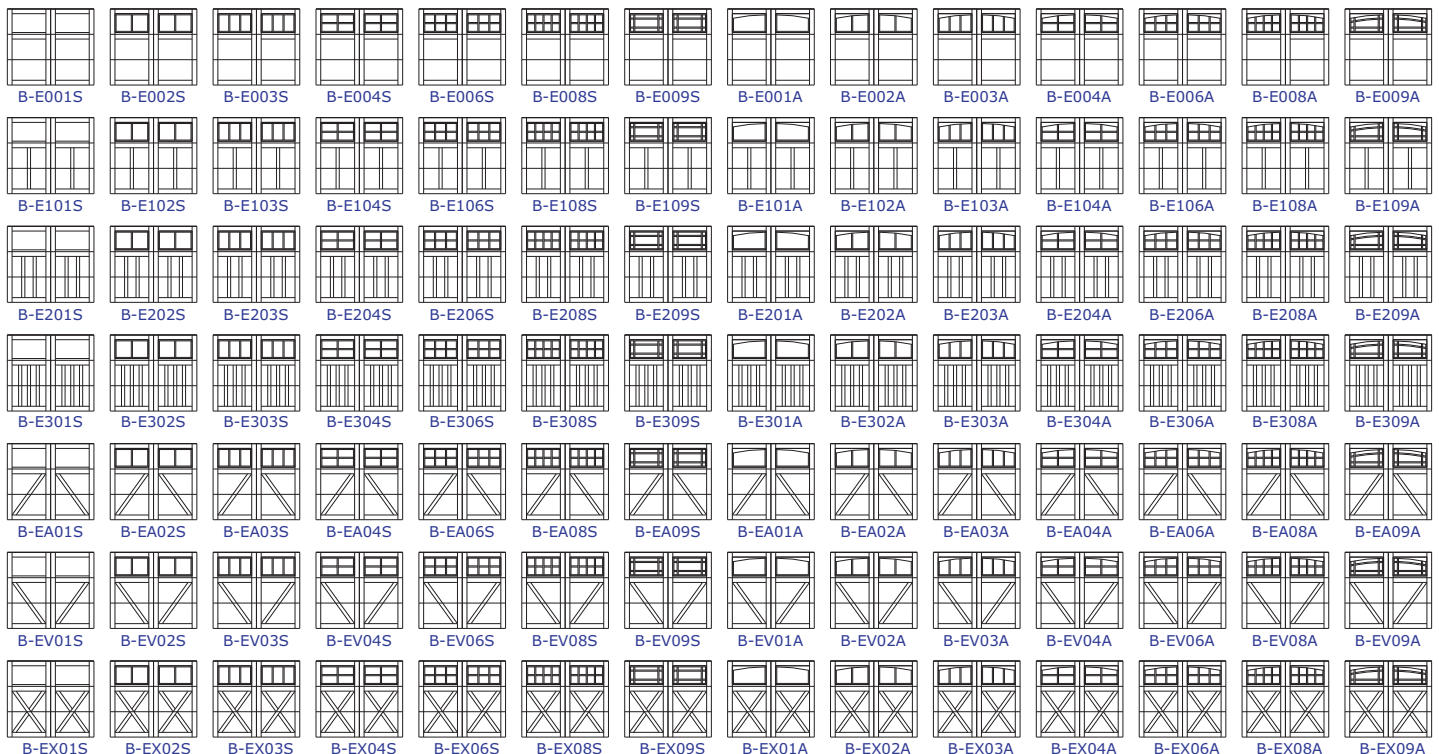 B-E001S B-E002S B-E003S B-E004S B-E006S B-E008S B-E009S B-E001A B-E002A B-E003A B-E004A B-E006A B-E008A B-E009A
B-E101S B-E102S B-E103S B-E104S B-E106S B-E108S B-E109S B-E101A B-E102A B-E103A B-E104A B-E106A B-E108A B-E109A
B-E201S B-E202S B-E203S B-E204S B-E206S B-E208S B-E209S B-E201A B-E202A B-E203A B-E204A B-E206A B-E208A B-E209A
B-E301S B-E302S B-E303S B-E304S B-E306S B-E308S B-E309S B-E301A B-E302A B-E303A B-E304A B-E306A B-E308A B-E309A
B-EA01S B-EA02S B-EA03S B-EA04S B-EA06S B-EA08S B-EA09S B-EA01A B-EA02A B-EA03A B-EA04A B-EA06A B-EA08A B-EA09A
B-EV01S B-EV02S B-EV03S B-EV04S B-EV06S B-EV08S B-EV09S B-EV01A B-EV02A B-EV03A B-EV04A B-EV06A B-EV08A B-EV09A
B-EX01S B-EX02S B-EX03S B-EX04S B-EX06S B-EX08S B-EX09S B-EX01A B-EX02A B-EX03A B-EX04A B-EX06A B-EX08A B-EX09A